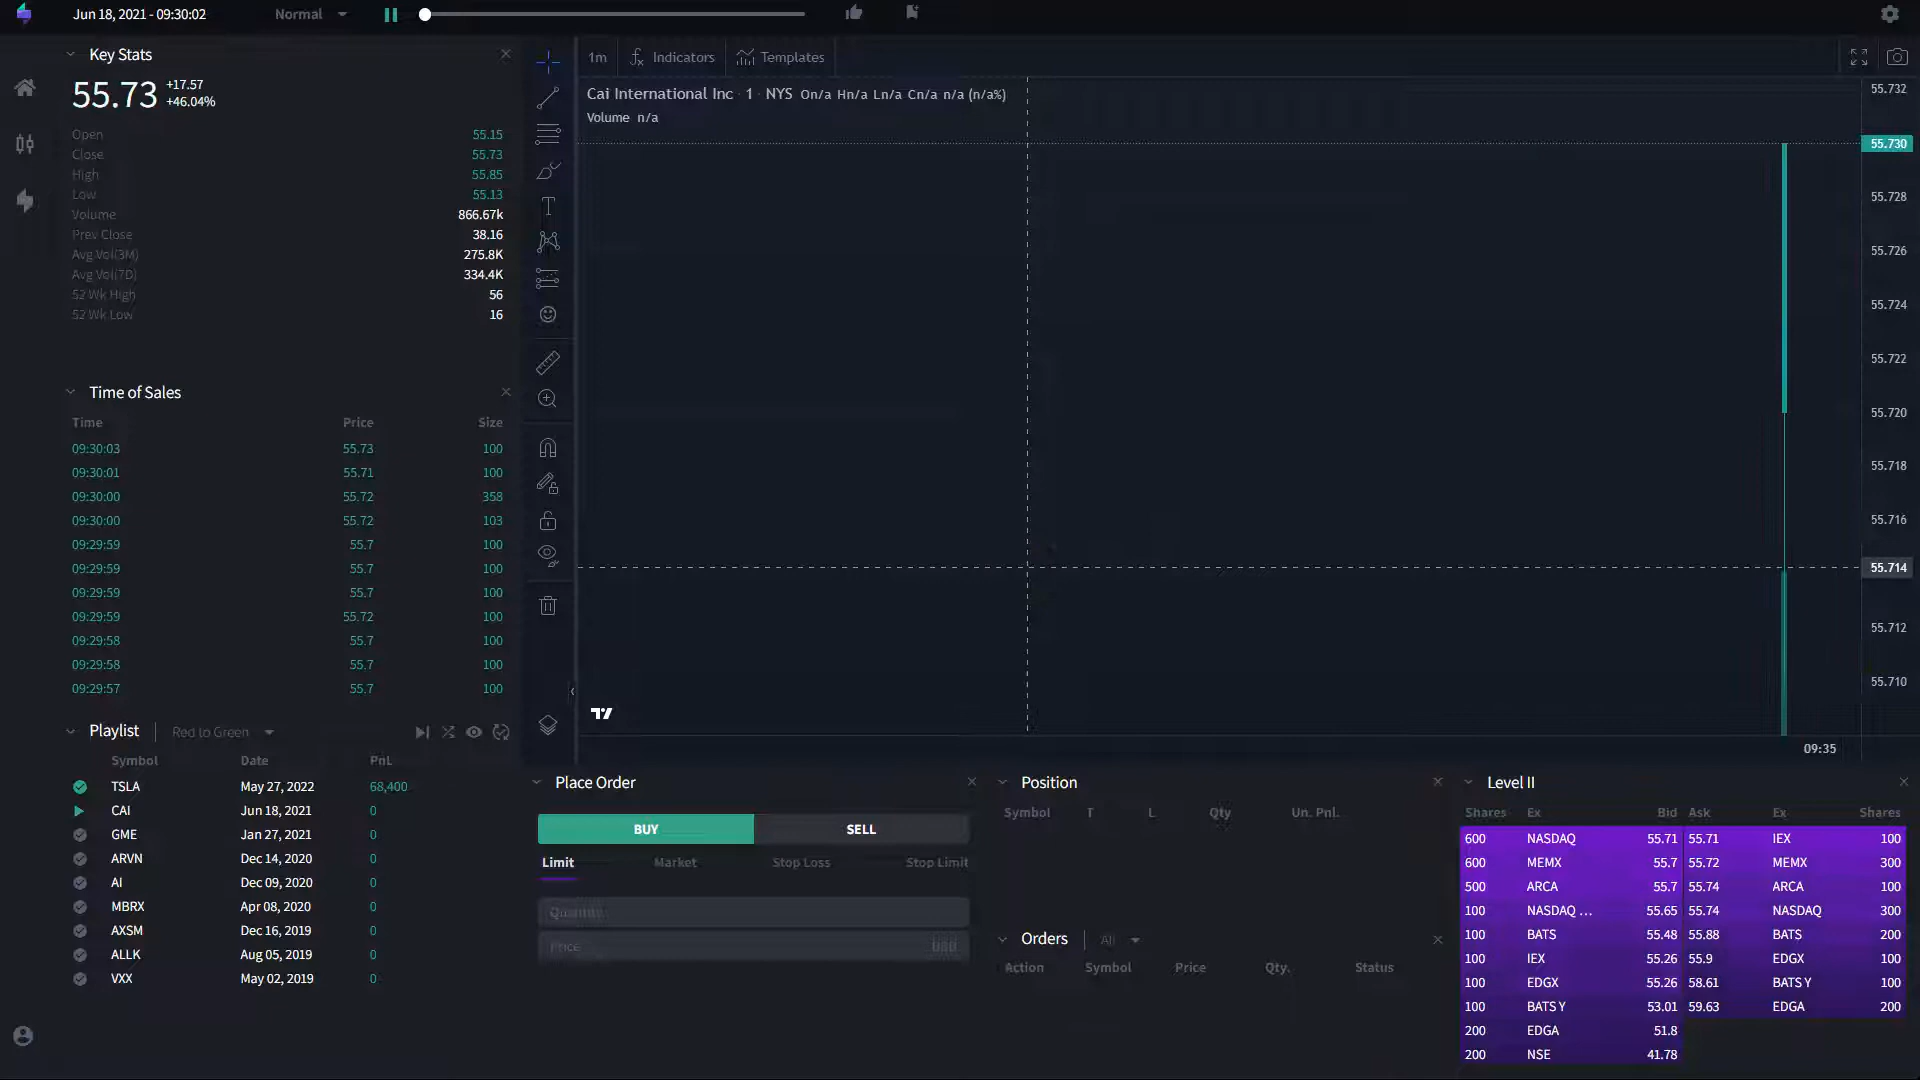 Jun 18, 2021 - 09:30:02
Normal
Key Stats
55.73
+17.57
+46.04%
Open 55.15
Close 55.73
High 55.85
Low 55.13
Volume 866.67k
Prev Close 38.16
Avg Vol(3M) 275.8K
Avg Vol(7D) 334.4K
52 Wk High 56
52 Wk Low 16
Time of Sales
Time Price Size
09:30:03 55.73 100
09:30:01 55.71 100
09:30:00 55.72 358
09:30:00 55.72 103
09:29:59 55.7 100
09:29:59 55.7 100
09:29:59 55.7 100
09:29:59 55.72 100
09:29:58 55.7 100
09:29:58 55.7 100
09:29:57 55.7 100
Playlist Red to Green
Symbol Date PnL
TSLA May 27, 2022 68,400
CAI Jun 18, 2021 0
GME Jan 27, 2021 0
ARVN Dec 14, 2020 0
AI Dec 09, 2020 0
MBRX Apr 08, 2020 0
AXSM Dec 16, 2019 0
ALLK Aug 05, 2019 0
VXX May 02, 2019 0
1m Indicators Templates
Cai International Inc · 1 · NYS On/a Hn/a Ln/a Cn/a n/a (n/a%)
Volume n/a
55.732
55.730
55.728
55.726
55.724
55.722
55.720
55.718
55.716
55.714
55.712
55.710
09:35
Place Order
BUY SELL
Limit Market Stop Loss Stop Limit
Quantity
Price USD
Position
Symbol T L Qty Un. Pnl.
Orders All
Action Symbol Price Qty. Status
Level II
Shares Ex Bid Ask Ex Shares
600 NASDAQ 55.71 55.71 IEX 100
600 MEMX 55.7 55.72 MEMX 300
500 ARCA 55.7 55.74 ARCA 100
100 NASDAQ ... 55.65 55.74 NASDAQ 300
100 BATS 55.48 55.88 BATS 200
100 IEX 55.26 55.9 EDGX 100
100 EDGX 55.26 58.61 BATS Y 100
100 BATS Y 53.01 59.63 EDGA 200
200 EDGA 51.8
200 NSE 41.78